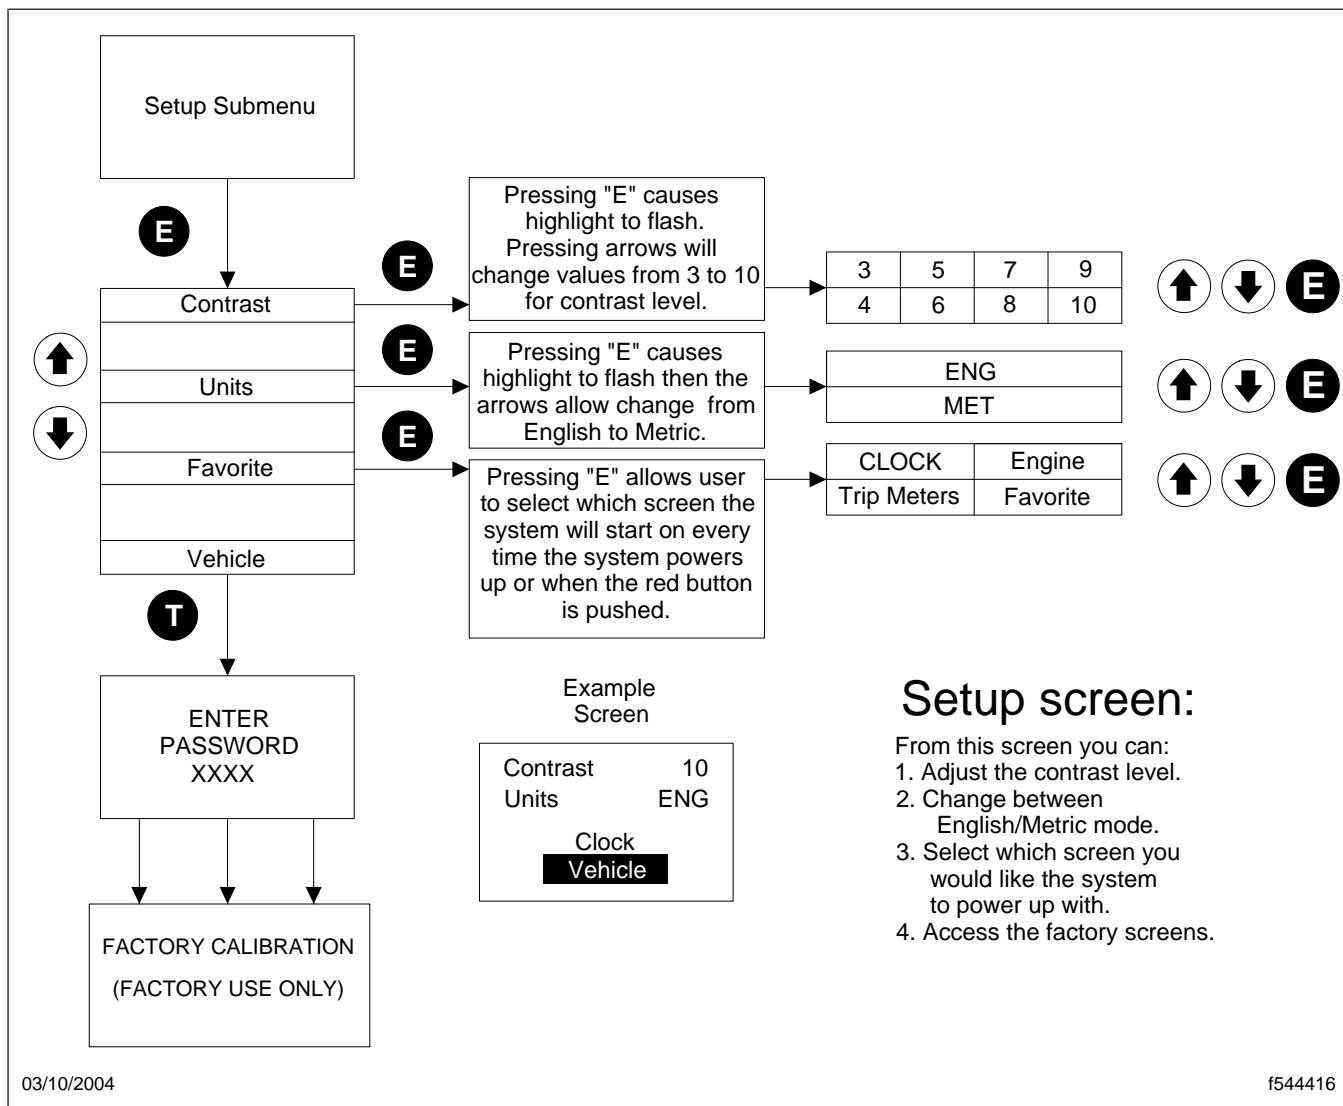 Setup Submenu
E
Contrast
Units
Favorite
Vehicle
E
E
E
Pressing "E" causes
highlight to flash.
Pressing arrows will
change values from 3 to 10
for contrast level.
3 5 7 9
4 6 8 10
E
Pressing "E" causes
highlight to flash then the
arrows allow change from
English to Metric.
ENG
MET
E
Pressing "E" allows user
to select which screen the
system will start on every
time the system powers
up or when the red button
is pushed.
CLOCK Engine
Trip Meters Favorite
E
T
ENTER
PASSWORD
XXXX
FACTORY CALIBRATION
(FACTORY USE ONLY)
Example
Screen
Contrast 10
Units ENG
Clock
Vehicle
Setup screen:
From this screen you can:
1. Adjust the contrast level.
2. Change between
English/Metric mode.
3. Select which screen you
would like the system
to power up with.
4. Access the factory screens.
03/10/2004
f544416